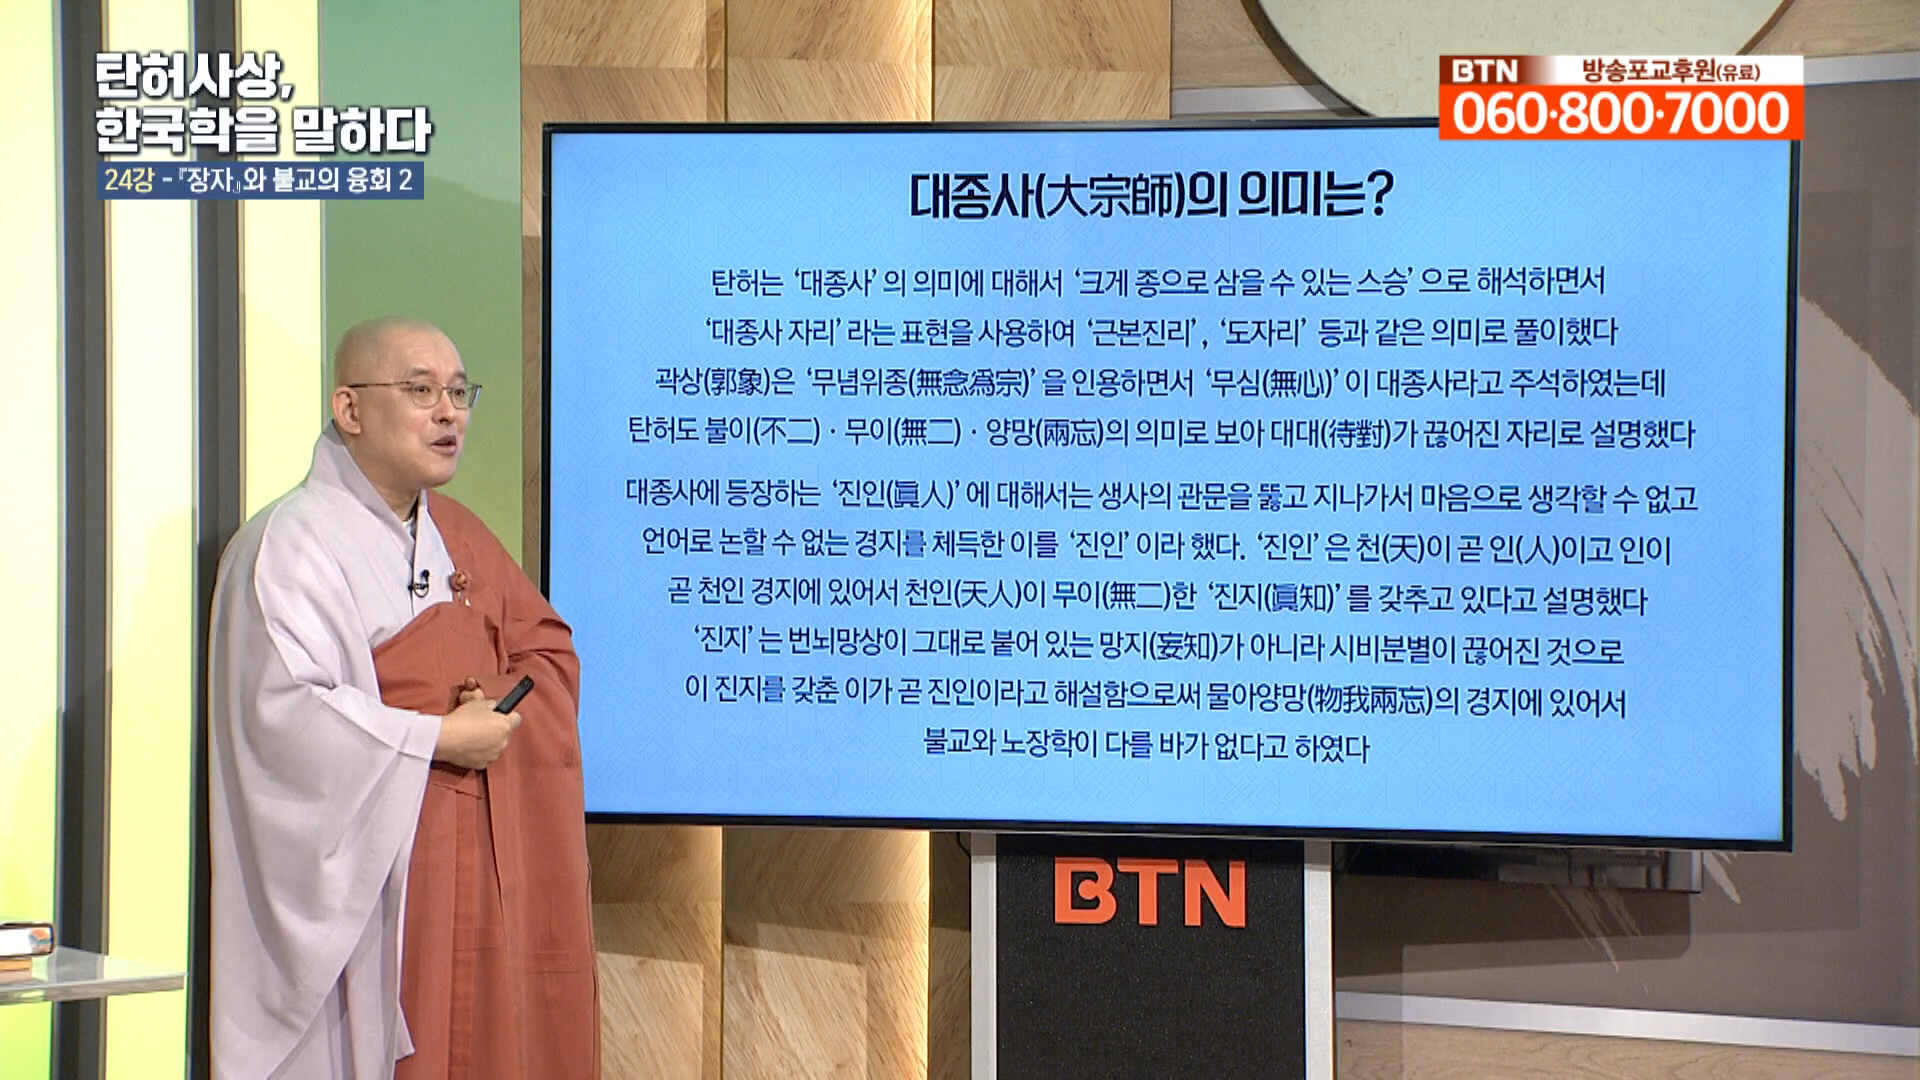 탄허사상,
한국학을 말하다
24강 - 『장자』와 불교의 융회 2
BTN 방송포교후원(유료)
060·800·7000
대종사(大宗師)의 의미는?
탄허는 ‘대종사’의 의미에 대해서 ‘크게 종으로 삼을 수 있는 스승’으로 해석하면서
‘대종사 자리’라는 표현을 사용하여 ‘근본진리’, ‘도자리’ 등과 같은 의미로 풀이했다
곽상(郭象)은 ‘무념위종(無念爲宗)’을 인용하면서 ‘무심(無心)’이 대종사라고 주석하였는데
탄허도 불이(不二)·무이(無二)·양망(兩忘)의 의미로 보아 대대(待對)가 끊어진 자리로 설명했다
대종사에 등장하는 ‘진인(眞人)’에 대해서는 생사의 관문을 뚫고 지나가서 마음으로 생각할 수 없고
언어로 논할 수 없는 경지를 체득한 이를 ‘진인’이라 했다. ‘진인’은 천(天)이 곧 인(人)이고 인이
곧 천인 경지에 있어서 천인(天人)이 무이(無二)한 ‘진지(眞知)’를 갖추고 있다고 설명했다
‘진지’는 번뇌망상이 그대로 붙어 있는 망지(妄知)가 아니라 시비분별이 끊어진 것으로
이 진지를 갖춘 이가 곧 진인이라고 해설함으로써 물아양망(物我兩忘)의 경지에 있어서
불교와 노장학이 다를 바가 없다고 하였다
BTN